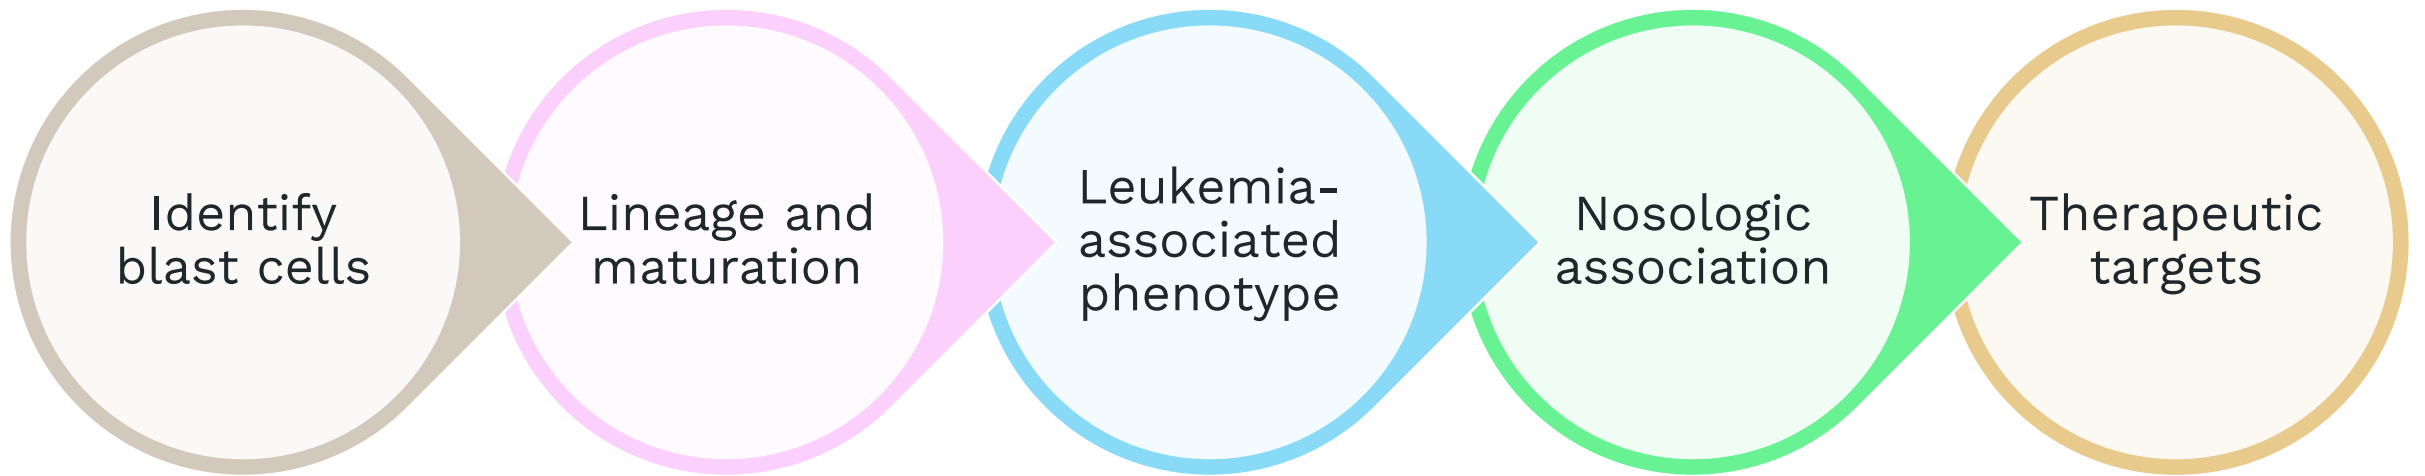 Identify
blast cells
Lineage and
maturation
Leukemia-
associated
phenotype
Nosologic
association
Therapeutic
targets